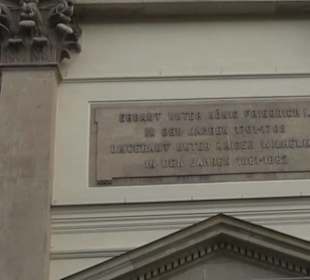 ERBAUT UNTER KÖNIG FRIEDRICH
IN DEN JAHREN
UMGEBAUT UNTER KAISER WILHELM
IN DEN JAHREN